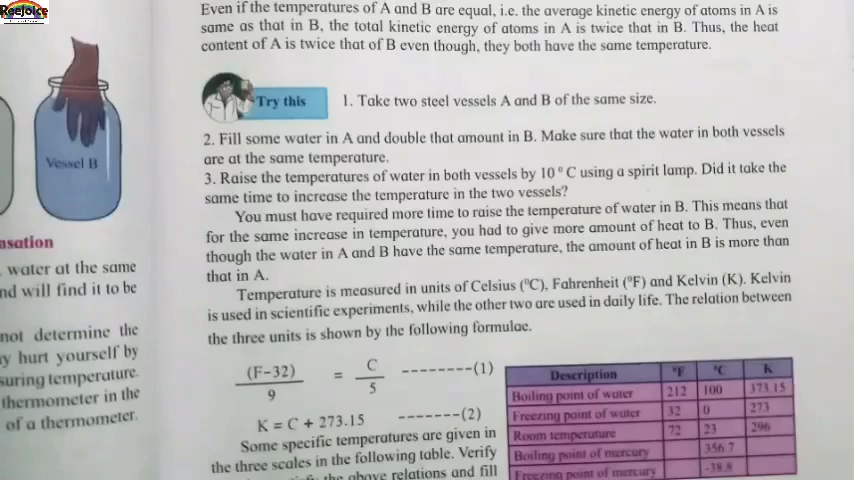 Raejoice
Even if the temperatures of A and B are equal, i.e. the average kinetic energy of atoms in A is
same as that in B, the total kinetic energy of atoms in A is twice that in B. Thus, the heat
content of A is twice that of B even though, they both have the same temperature.
Try this
1. Take two steel vessels A and B of the same size.
2. Fill some water in A and double that amount in B. Make sure that the water in both vessels
are at the same temperature.
3. Raise the temperatures of water in both vessels by 10 ° C using a spirit lamp. Did it take the
same time to increase the temperature in the two vessels?
You must have required more time to raise the temperature of water in B. This means that
for the same increase in temperature, you had to give more amount of heat to B. Thus, even
though the water in A and B have the same temperature, the amount of heat in B is more than
that in A.
Temperature is measured in units of Celsius (°C), Fahrenheit (°F) and Kelvin (K). Kelvin
is used in scientific experiments, while the other two are used in daily life. The relation between
the three units is shown by the following formulae.
(F-32) / 9 = C / 5 --------(1)
K = C + 273.15 -------(2)
Some specific temperatures are given in
the three scales in the following table. Verify
the above relations and fill
Description °F °C K
Boiling point of water 212 100 373.15
Freezing point of water 32 0 273
Room temperature 72 23 296
Boiling point of mercury 356.7
Freezing point of mercury -38.8
Vessel B
asation
water at the same
nd will find it to be
not determine the
ay hurt yourself by
suring temperature.
thermometer in the
of a thermometer.